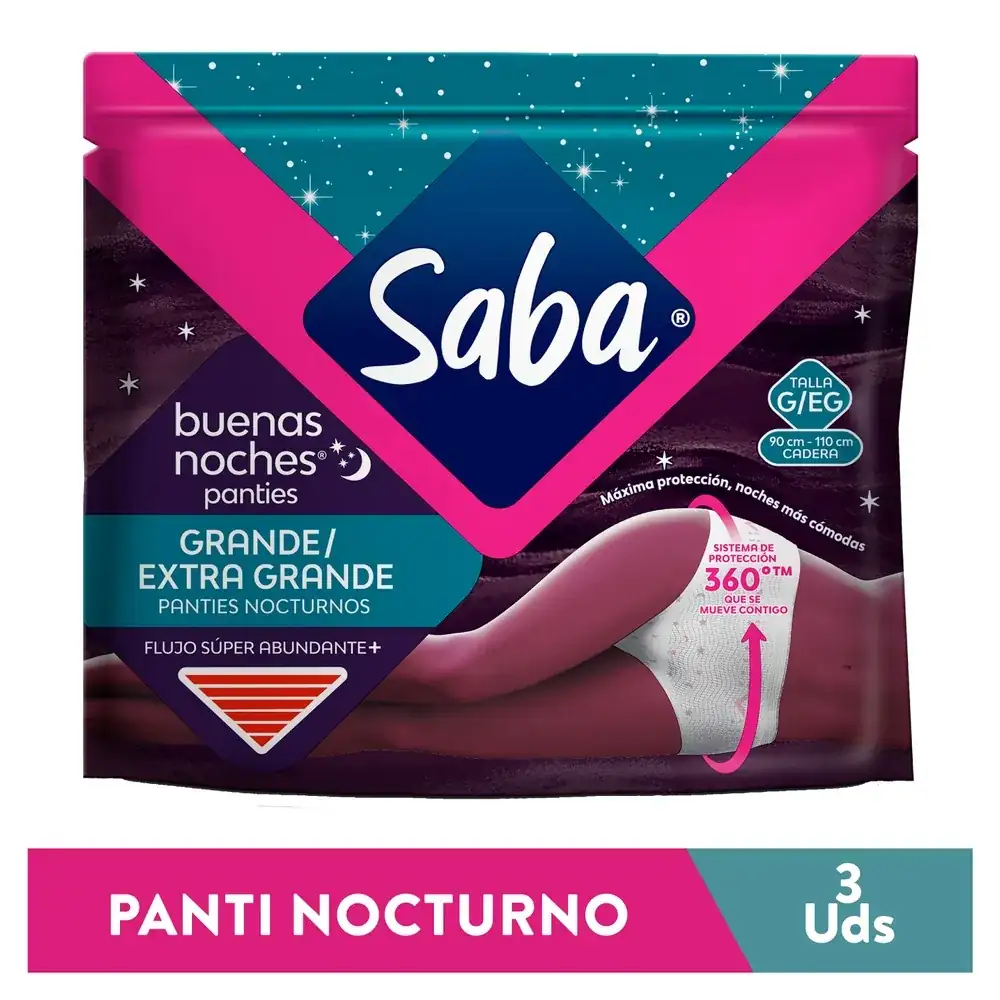 Saba®
buenas
noches®
panties
GRANDE/
EXTRA GRANDE
PANTIES NOCTURNOS
FLUJO SÚPER ABUNDANTE+
TALLA
G/EG
90 cm - 110 cm
CADERA
Máxima protección, noches más cómodas
SISTEMA DE
PROTECCIÓN
360°™
QUE SE
MUEVE CONTIGO
PANTI NOCTURNO
3
Uds